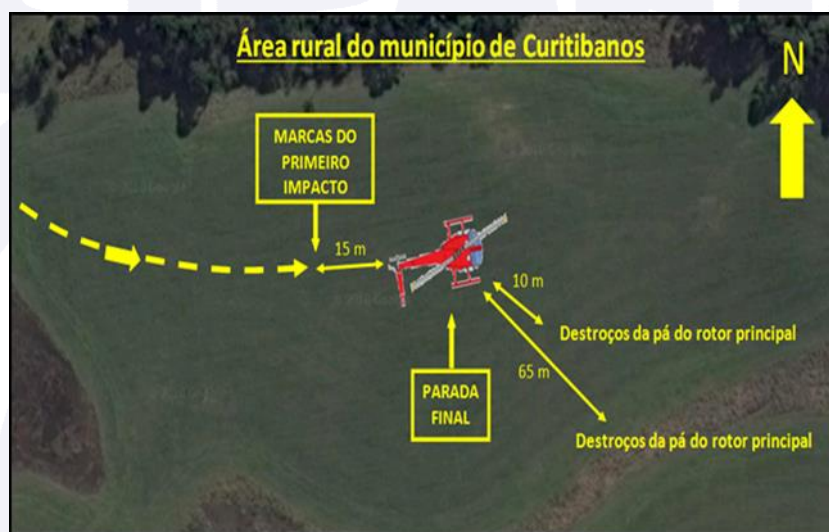 Área rural do município de Curitibanos
N
MARCAS DO
PRIMEIRO
IMPACTO
15 m
10 m
Destroços da pá do rotor principal
65 m
PARADA
FINAL
Destroços da pá do rotor principal